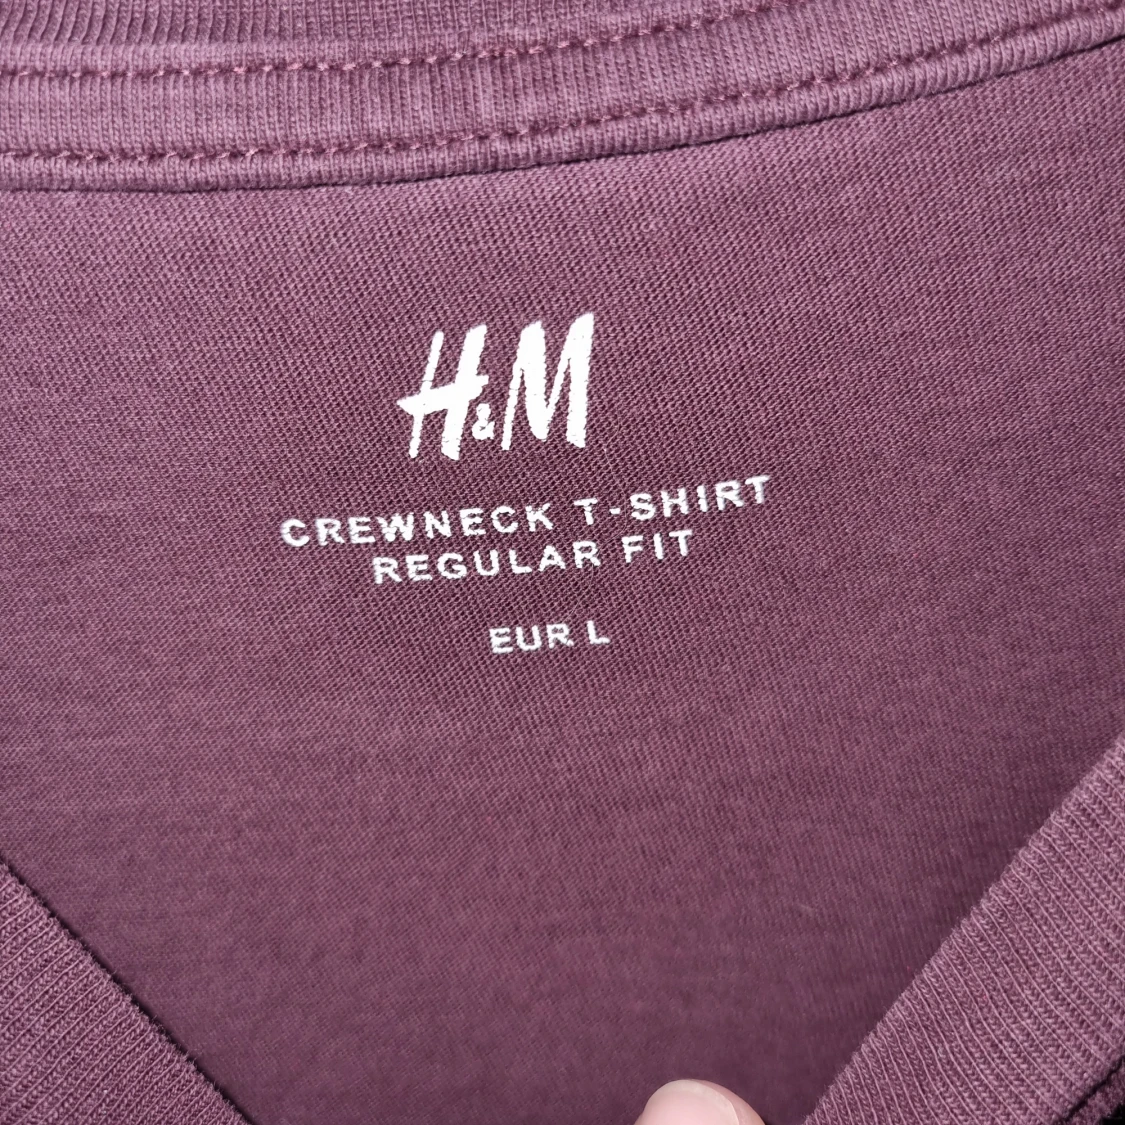 H&M
CREWNECK T-SHIRT
REGULAR FIT
EUR L